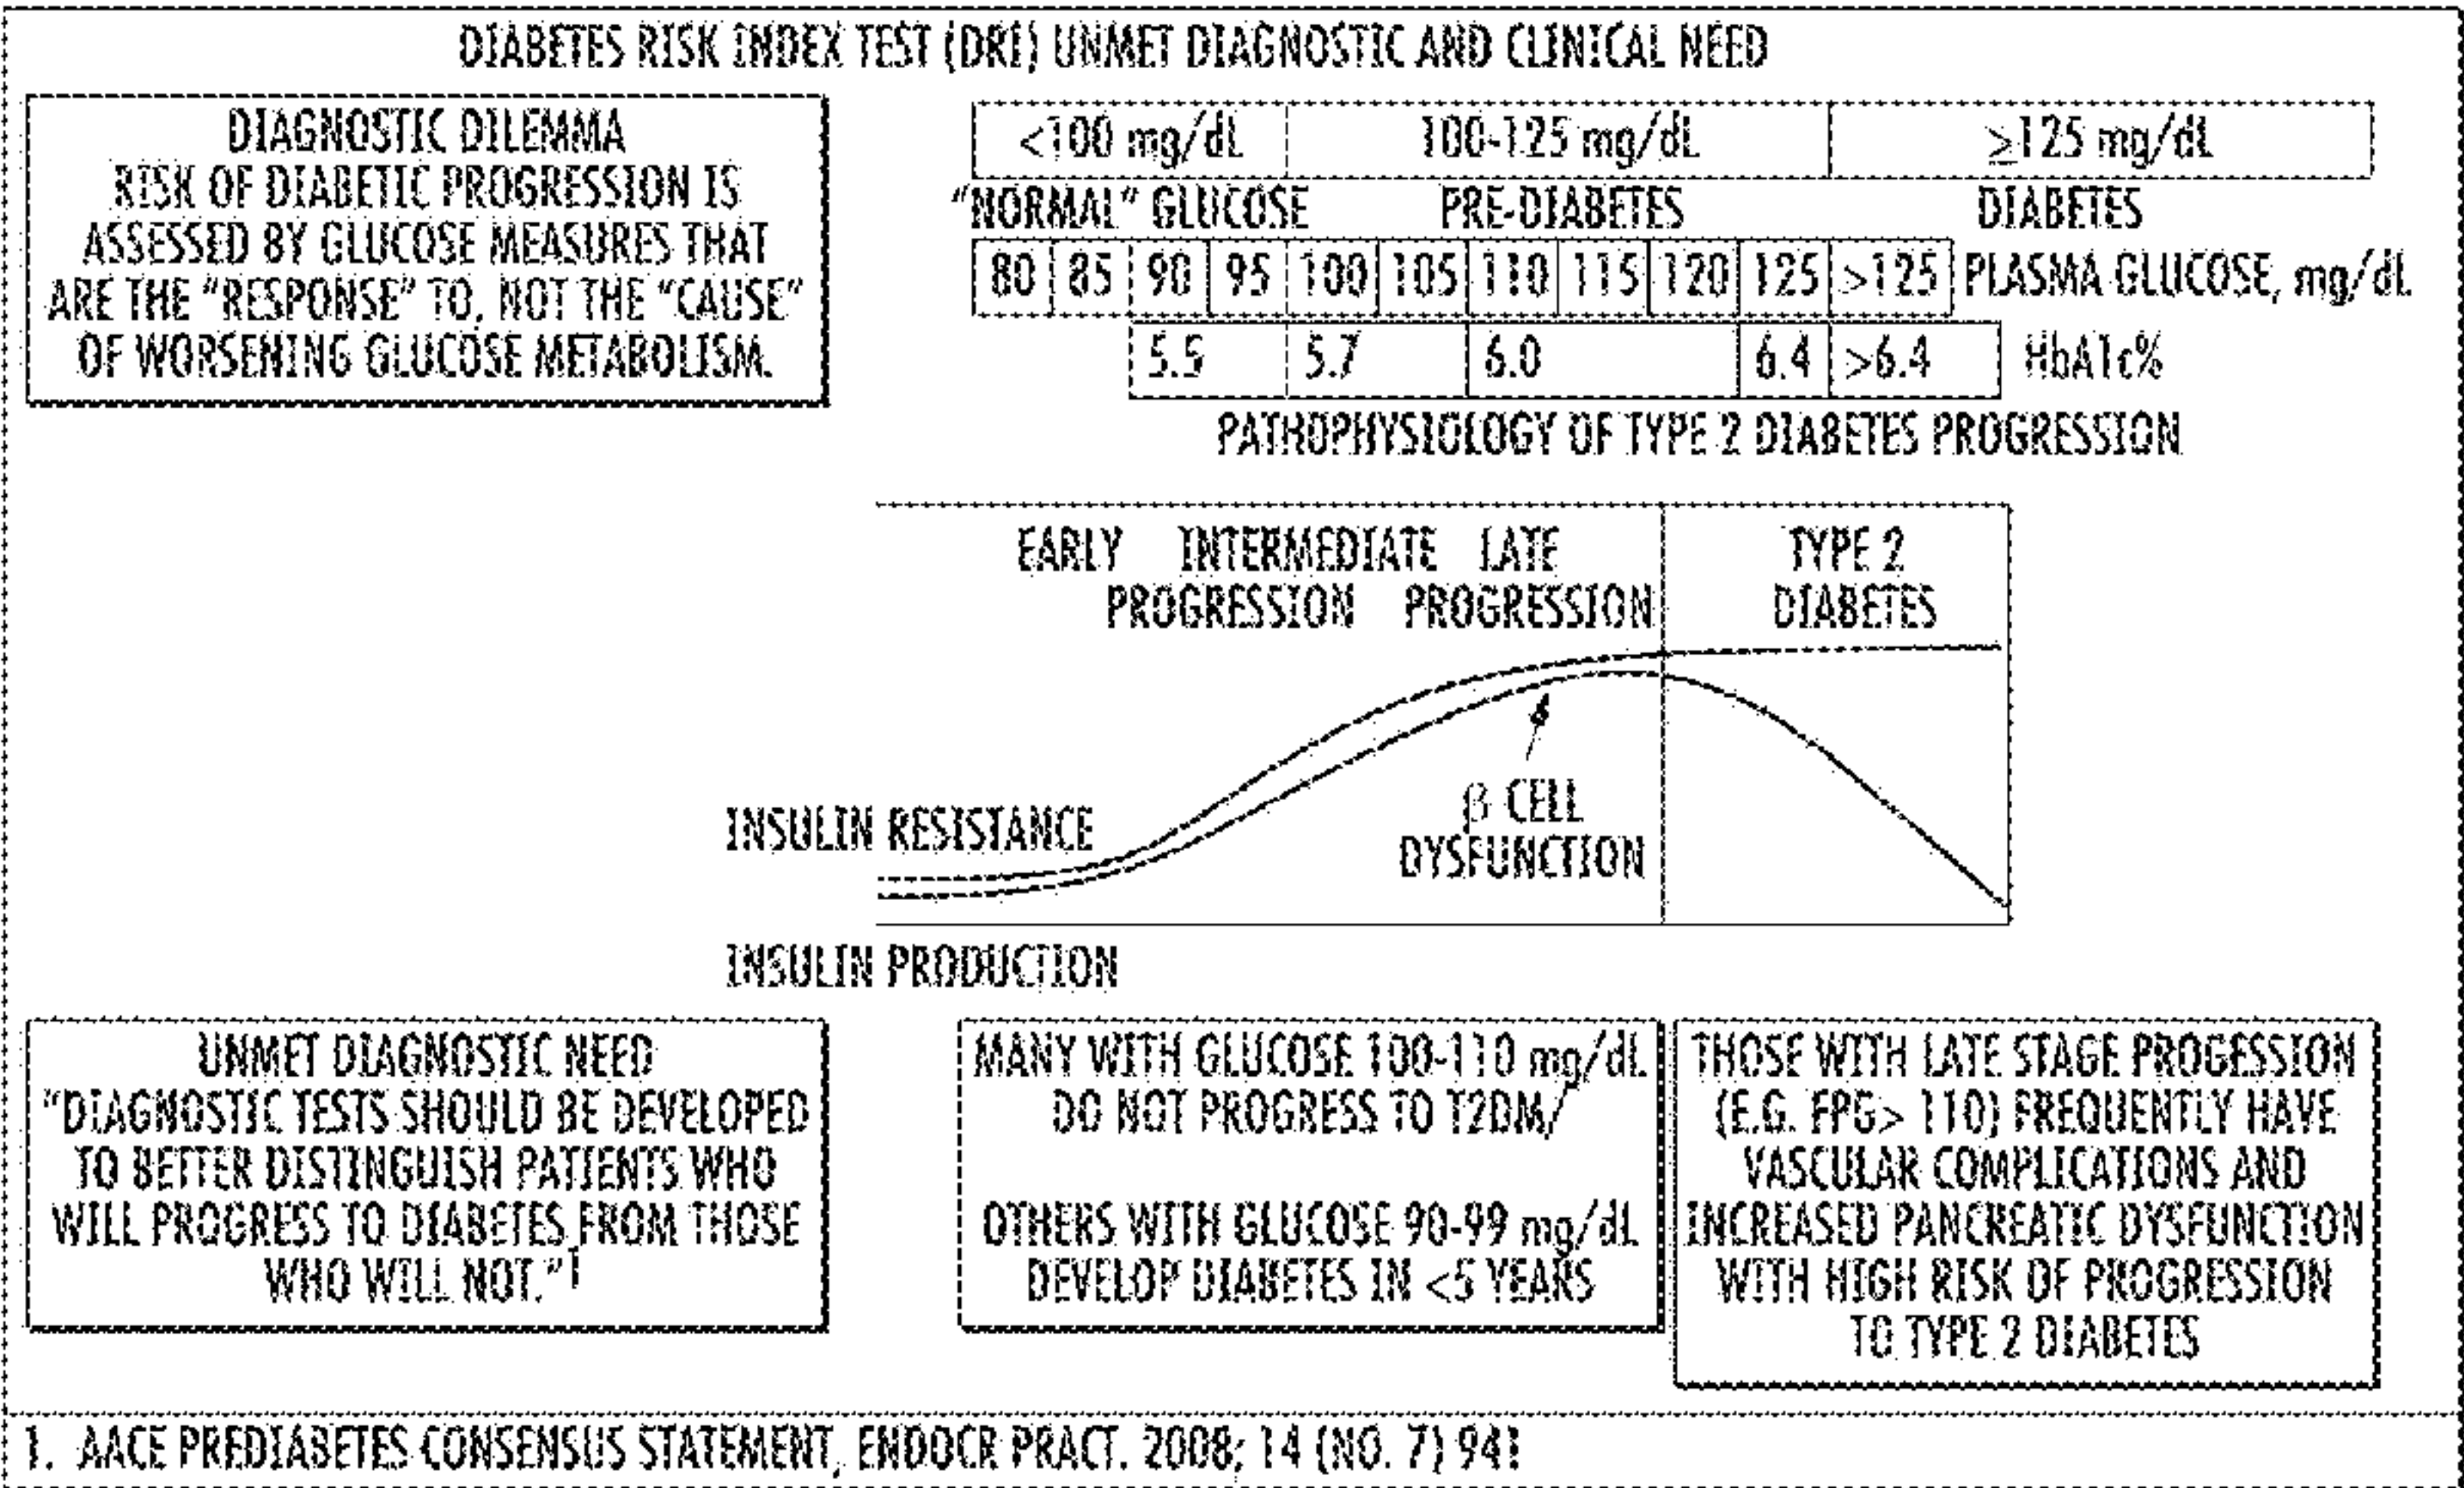 DIABETES RISK INDEX TEST (DRI) UNMET DIAGNOSTIC AND CLINICAL NEED
DIAGNOSTIC DILEMMA
RISK OF DIABETIC PROGRESSION IS
ASSESSED BY GLUCOSE MEASURES THAT
ARE THE "RESPONSE" TO, NOT THE "CAUSE"
OF WORSENING GLUCOSE METABOLISM.
<100 mg/dL 100-125 mg/dL ≥125 mg/dL
"NORMAL" GLUCOSE PRE-DIABETES DIABETES
80 85 90 95 100 105 110 115 120 125 >125 PLASMA GLUCOSE, mg/dL
5.5 5.7 6.0 6.4 >6.4 HbA1c%
PATHOPHYSIOLOGY OF TYPE 2 DIABETES PROGRESSION
EARLY INTERMEDIATE LATE
PROGRESSION PROGRESSION
TYPE 2
DIABETES
INSULIN RESISTANCE
β CELL
DYSFUNCTION
INSULIN PRODUCTION
UNMET DIAGNOSTIC NEED
"DIAGNOSTIC TESTS SHOULD BE DEVELOPED
TO BETTER DISTINGUISH PATIENTS WHO
WILL PROGRESS TO DIABETES FROM THOSE
WHO WILL NOT."1
MANY WITH GLUCOSE 100-110 mg/dL
DO NOT PROGRESS TO T2DM/
OTHERS WITH GLUCOSE 90-99 mg/dL
DEVELOP DIABETES IN <5 YEARS
THOSE WITH LATE STAGE PROGESSION
(E.G. FPG> 110) FREQUENTLY HAVE
VASCULAR COMPLICATIONS AND
INCREASED PANCREATIC DYSFUNCTION
WITH HIGH RISK OF PROGRESSION
TO TYPE 2 DIABETES
1. AACE PREDIABETES CONSENSUS STATEMENT, ENDOCR PRACT. 2008; 14 (NO. 7) 941